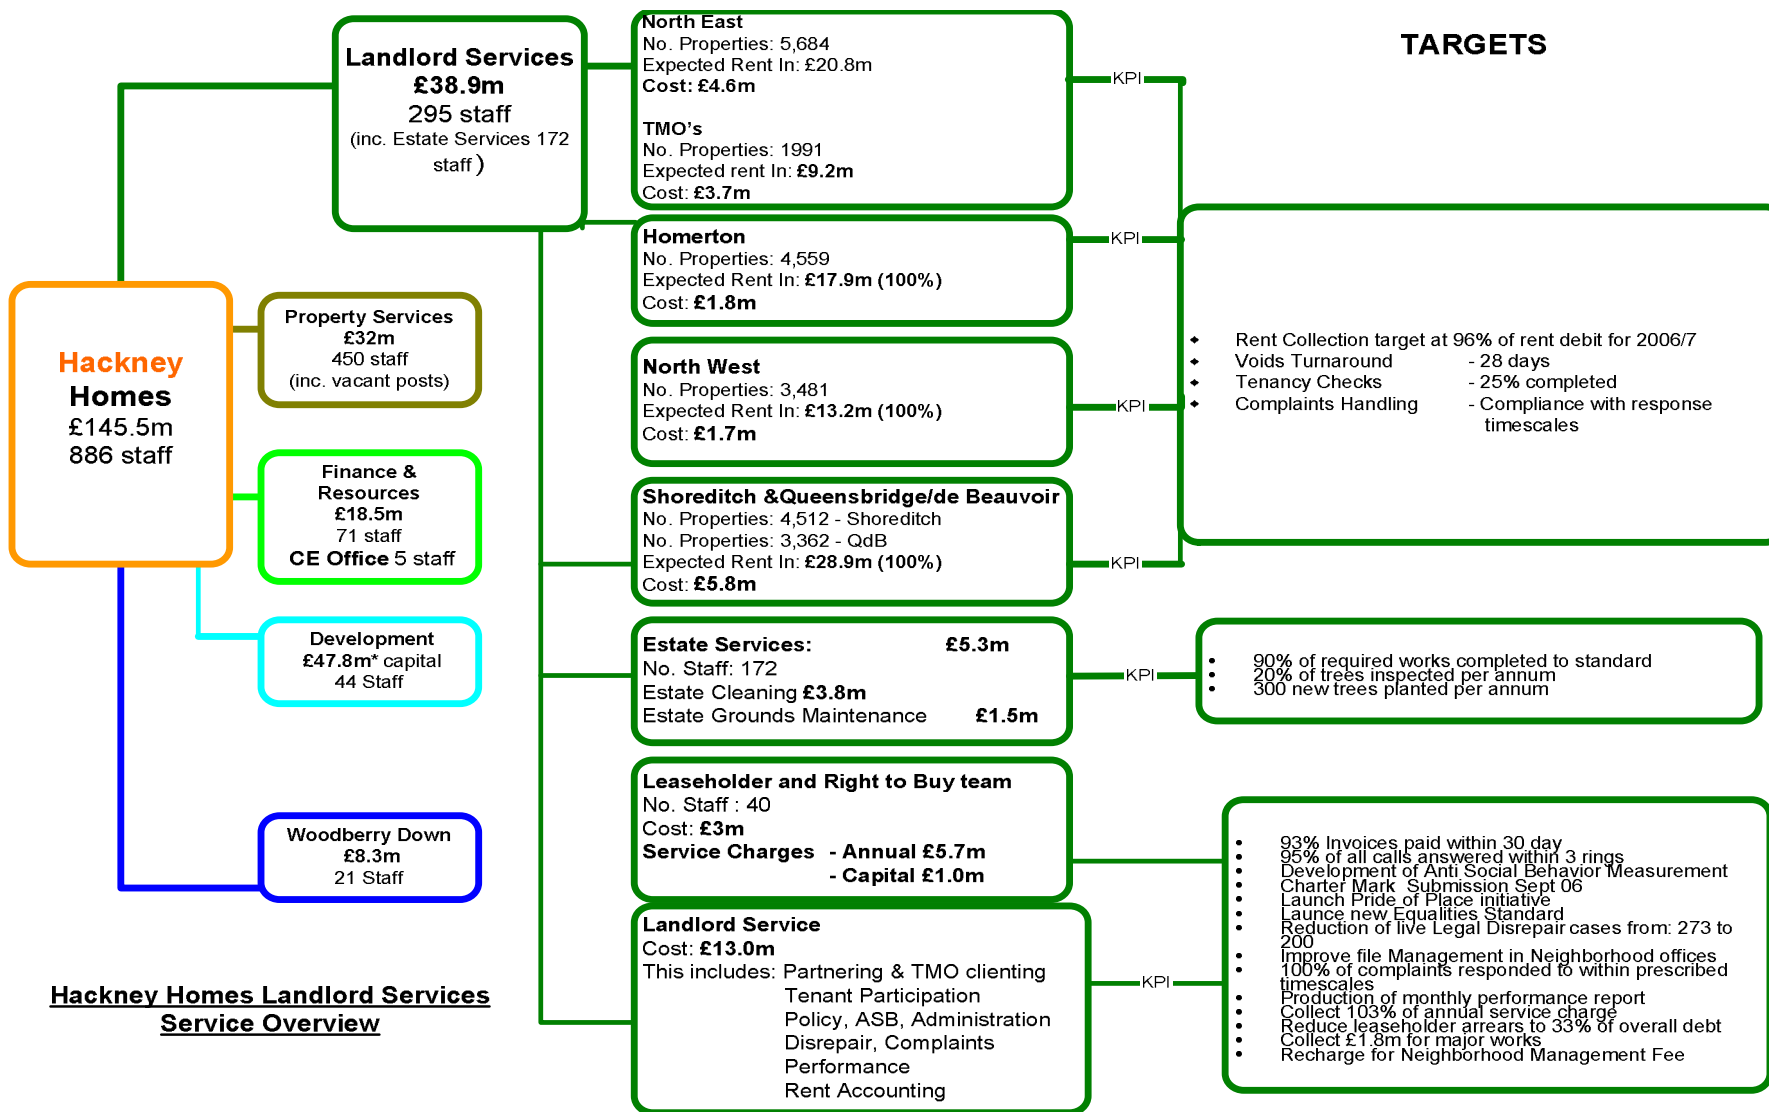 TARGETS
Landlord Services
£38.9m
295 staff
(inc. Estate Services 172
staff )
North East
No. Properties: 5,684
Expected Rent In: £20.8m
Cost: £4.6m
TMO's
No. Properties: 1991
Expected rent In: £9.2m
Cost: £3.7m
KPI
Homerton
No. Properties: 4,559
Expected Rent In: £17.9m (100%)
Cost: £1.8m
KPI
North West
No. Properties: 3,481
Expected Rent In: £13.2m (100%)
Cost: £1.7m
KPI
Shoreditch &Queensbridge/de Beauvoir
No. Properties: 4,512 - Shoreditch
No. Properties: 3,362 - QdB
Expected Rent In: £28.9m (100%)
Cost: £5.8m
KPI
Rent Collection target at 96% of rent debit for 2006/7
Voids Turnaround - 28 days
Tenancy Checks - 25% completed
Complaints Handling - Compliance with response
timescales
Hackney
Homes
£145.5m
886 staff
Property Services
£32m
450 staff
(inc. vacant posts)
Finance &
Resources
£18.5m
71 staff
CE Office 5 staff
Development
£47.8m* capital
44 Staff
Woodberry Down
£8.3m
21 Staff
Estate Services: £5.3m
No. Staff: 172
Estate Cleaning £3.8m
Estate Grounds Maintenance £1.5m
KPI
90% of required works completed to standard
20% of trees inspected per annum
300 new trees planted per annum
Leaseholder and Right to Buy team
No. Staff : 40
Cost: £3m
Service Charges - Annual £5.7m
- Capital £1.0m
Landlord Service
Cost: £13.0m
This includes: Partnering & TMO clienting
Tenant Participation
Policy, ASB, Administration
Disrepair, Complaints
Performance
Rent Accounting
KPI
93% Invoices paid within 30 day
95% of all calls answered within 3 rings
Development of Anti Social Behavior Measurement
Charter Mark Submission Sept 06
Launch Pride of Place initiative
Launce new Equalities Standard
Reduction of live Legal Disrepair cases from: 273 to
200
Improve file Management in Neighborhood offices
100% of complaints responded to within prescribed
timescales
Production of monthly performance report
Collect 103% of annual service charge
Reduce leaseholder arrears to 33% of overall debt
Collect £1.8m for major works
Recharge for Neighborhood Management Fee
Hackney Homes Landlord Services
Service Overview